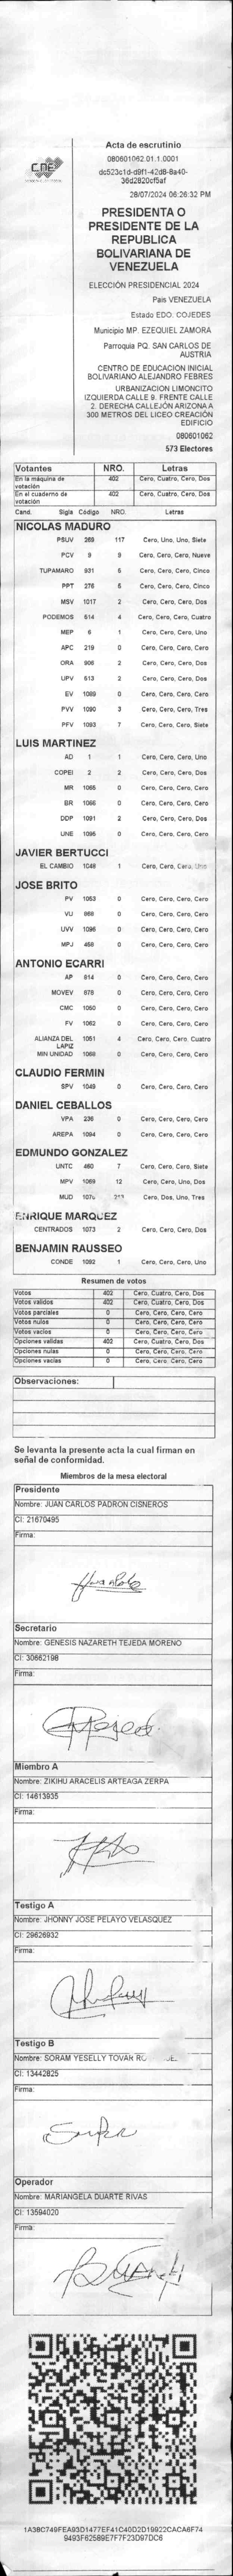 CNE
Acta de escrutinio
080601062.01.1.0001
dc523c1d-d9f1-42d8-8a40-
36d2820cf5af
28/07/2024 06:26:32 PM
PRESIDENTA O
PRESIDENTE DE LA
REPUBLICA
BOLIVARIANA DE
VENEZUELA
ELECCIÓN PRESIDENCIAL 2024
Pais VENEZUELA
Estado EDO. COJEDES
Municipio MP. EZEQUIEL ZAMORA
Parroquia PQ. SAN CARLOS DE
AUSTRIA
CENTRO DE EDUCACION INICIAL
BOLIVARIANO ALEJANDRO FEBRES
URBANIZACION LIMONCITO
IZQUIERDA CALLE 9. FRENTE CALLE
2. DERECHA CALLEJÓN ARIZONA A
300 METROS DEL LICEO CREACIÓN
EDIFICIO
080601062
573 Electores
Votantes NRO. Letras
En la máquina de votación 402 Cero, Cuatro, Cero, Dos
En el cuaderno de votación 402 Cero, Cuatro, Cero, Dos
Cand. Sigla Código NRO. Letras
NICOLAS MADURO
PSUV 269 117 Cero, Uno, Uno, Siete
PCV 9 9 Cero, Cero, Cero, Nueve
TUPAMARO 931 5 Cero, Cero, Cero, Cinco
PPT 276 5 Cero, Cero, Cero, Cinco
MSV 1017 2 Cero, Cero, Cero, Dos
PODEMOS 514 4 Cero, Cero, Cero, Cuatro
MEP 6 1 Cero, Cero, Cero, Uno
APC 219 0 Cero, Cero, Cero, Cero
ORA 906 2 Cero, Cero, Cero, Dos
UPV 513 2 Cero, Cero, Cero, Dos
EV 1089 0 Cero, Cero, Cero, Cero
PVV 1090 3 Cero, Cero, Cero, Tres
PFV 1093 7 Cero, Cero, Cero, Siete
LUIS MARTINEZ
AD 1 1 Cero, Cero, Cero, Uno
COPEI 2 2 Cero, Cero, Cero, Dos
MR 1065 0 Cero, Cero, Cero, Cero
BR 1066 0 Cero, Cero, Cero, Cero
DDP 1091 2 Cero, Cero, Cero, Dos
UNE 1095 0 Cero, Cero, Cero, Cero
JAVIER BERTUCCI
EL CAMBIO 1048 1 Cero, Cero, Cero, Uno
JOSE BRITO
PV 1053 0 Cero, Cero, Cero, Cero
VU 868 0 Cero, Cero, Cero, Cero
UVV 1096 0 Cero, Cero, Cero, Cero
MPJ 458 0 Cero, Cero, Cero, Cero
ANTONIO ECARRI
AP 814 0 Cero, Cero, Cero, Cero
MOVEV 878 0 Cero, Cero, Cero, Cero
CMC 1050 0 Cero, Cero, Cero, Cero
FV 1062 0 Cero, Cero, Cero, Cero
ALIANZA DEL LAPIZ 1051 4 Cero, Cero, Cero, Cuatro
MIN UNIDAD 1068 0 Cero, Cero, Cero, Cero
CLAUDIO FERMIN
SPV 1049 0 Cero, Cero, Cero, Cero
DANIEL CEBALLOS
VPA 236 0 Cero, Cero, Cero, Cero
AREPA 1094 0 Cero, Cero, Cero, Cero
EDMUNDO GONZALEZ
UNTC 460 7 Cero, Cero, Cero, Siete
MPV 1069 12 Cero, Cero, Uno, Dos
MUD 213 Cero, Dos, Uno, Tres
ENRIQUE MARQUEZ
CENTRADOS 1073 2 Cero, Cero, Cero, Dos
BENJAMIN RAUSSEO
CONDE 1092 1 Cero, Cero, Cero, Uno
Resumen de votos
Votos 402 Cero, Cuatro, Cero, Dos
Votos validos 402 Cero, Cuatro, Cero, Dos
Votos parciales 0 Cero, Cero, Cero, Cero
Votos nulos 0 Cero, Cero, Cero, Cero
Votos vacios 0 Cero, Cero, Cero, Cero
Opciones validas 402 Cero, Cuatro, Cero, Dos
Opciones nulas 0 Cero, Cero, Cero, Cero
Opciones vacias 0 Cero, Cero, Cero, Cero
Observaciones:
Se levanta la presente acta la cual firman en
señal de conformidad.
Miembros de la mesa electoral
Presidente
Nombre: JUAN CARLOS PADRON CISNEROS
CI: 21670495
Firma:
Secretario
Nombre: GENESIS NAZARETH TEJEDA MORENO
CI: 30662198
Firma:
Miembro A
Nombre: ZIKIHU ARACELIS ARTEAGA ZERPA
CI: 14613935
Firma:
Testigo A
Nombre: JHONNY JOSE PELAYO VELASQUEZ
CI: 29626932
Firma:
Testigo B
Nombre: SORAM YESELLY TOVAR
CI: 13442825
Firma:
Operador
Nombre: MARIANGELA DUARTE RIVAS
CI: 13594020
Firma:
1A3BC749FEA93D1477EF41C40D2D19922CACA6F74
9493F62589E7F7F23D97DC6